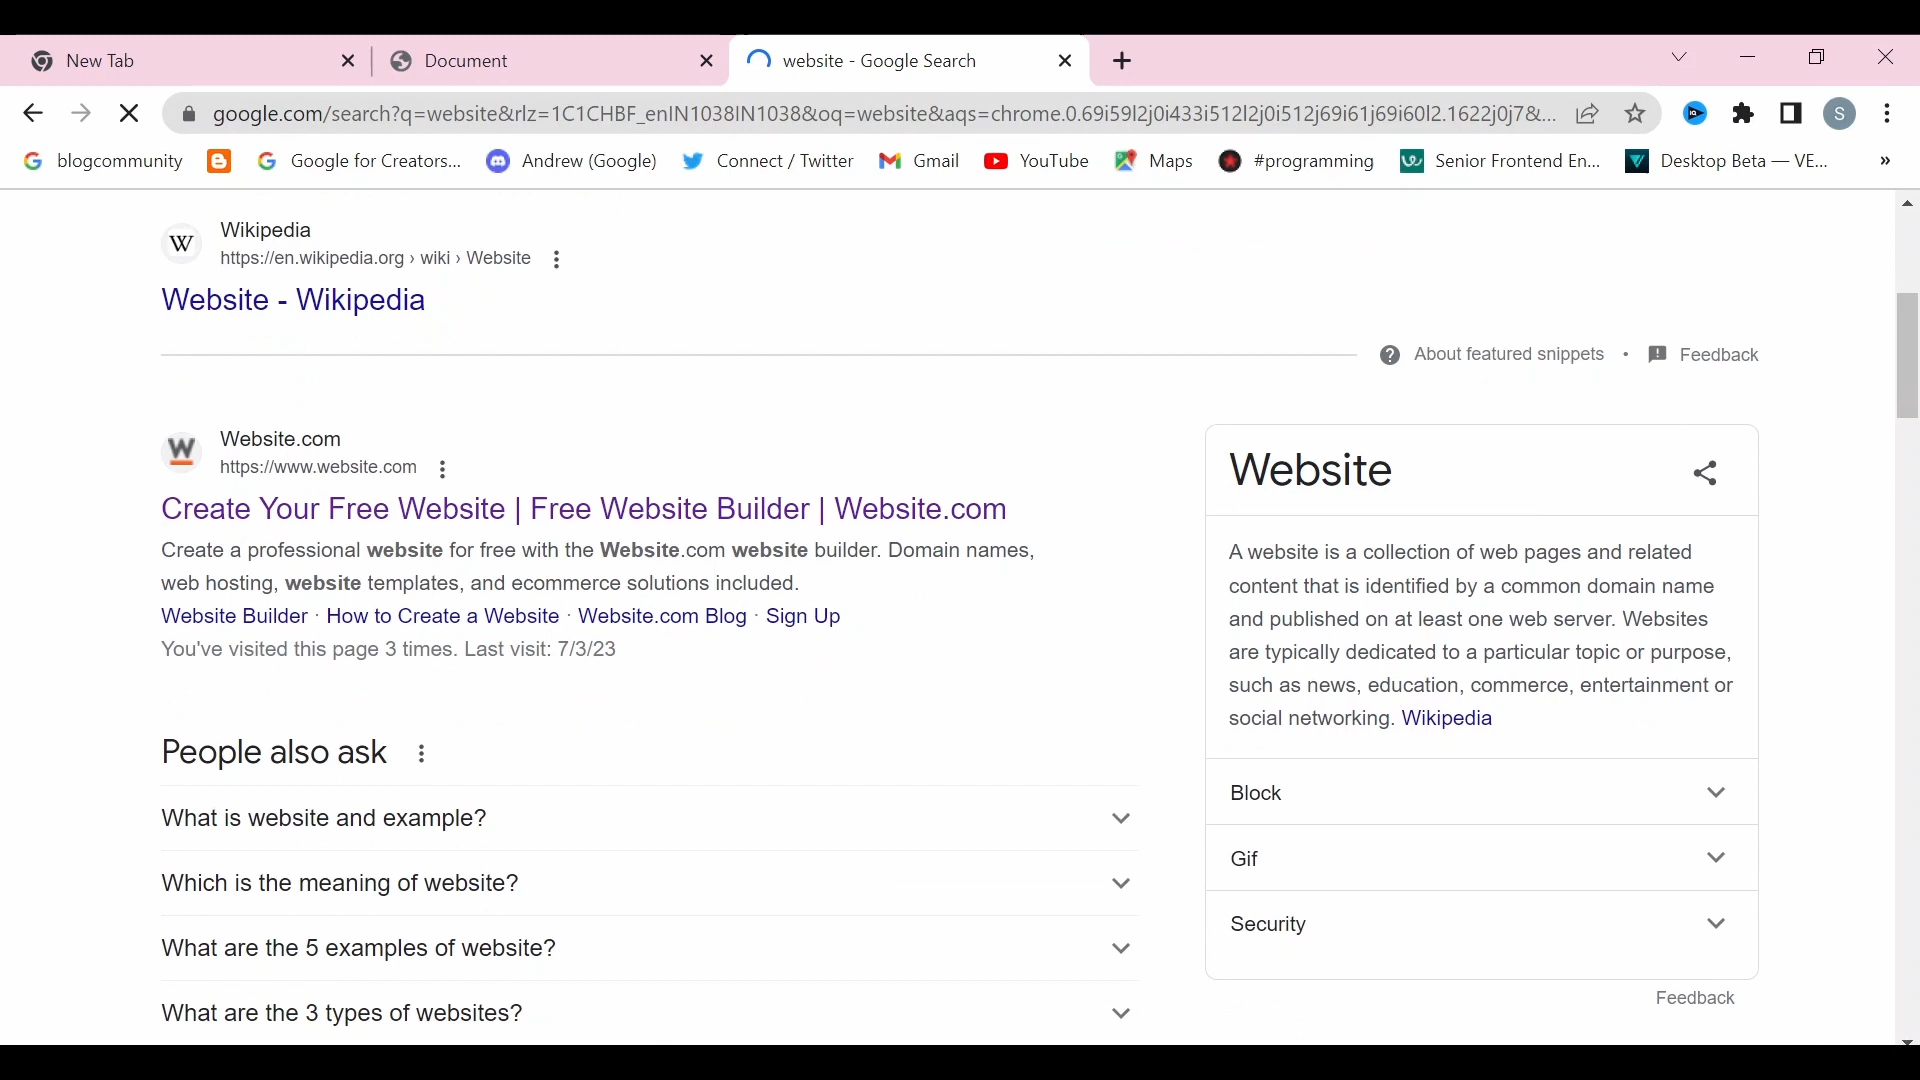 New Tab
Document
website - Google Search
google.com/search?q=website&rlz=1C1CHBF_enIN1038IN1038&oq=website&aqs=chrome.0.69i59l2j0i433i512l2j0i512j69i61j69i60l2.1622j0j7&...
S
blogcommunity
Google for Creators...
Andrew (Google)
Connect / Twitter
Gmail
YouTube
Maps
#programming
Senior Frontend En...
Desktop Beta — VE...
»
W
Wikipedia
https://en.wikipedia.org › wiki › Website
Website - Wikipedia
About featured snippets • Feedback
W
Website.com
https://www.website.com
Create Your Free Website | Free Website Builder | Website.com
Create a professional website for free with the Website.com website builder. Domain names,
web hosting, website templates, and ecommerce solutions included.
Website Builder · How to Create a Website · Website.com Blog · Sign Up
You've visited this page 3 times. Last visit: 7/3/23
People also ask
What is website and example?
Which is the meaning of website?
What are the 5 examples of website?
What are the 3 types of websites?
Website
A website is a collection of web pages and related
content that is identified by a common domain name
and published on at least one web server. Websites
are typically dedicated to a particular topic or purpose,
such as news, education, commerce, entertainment or
social networking. Wikipedia
Block
Gif
Security
Feedback